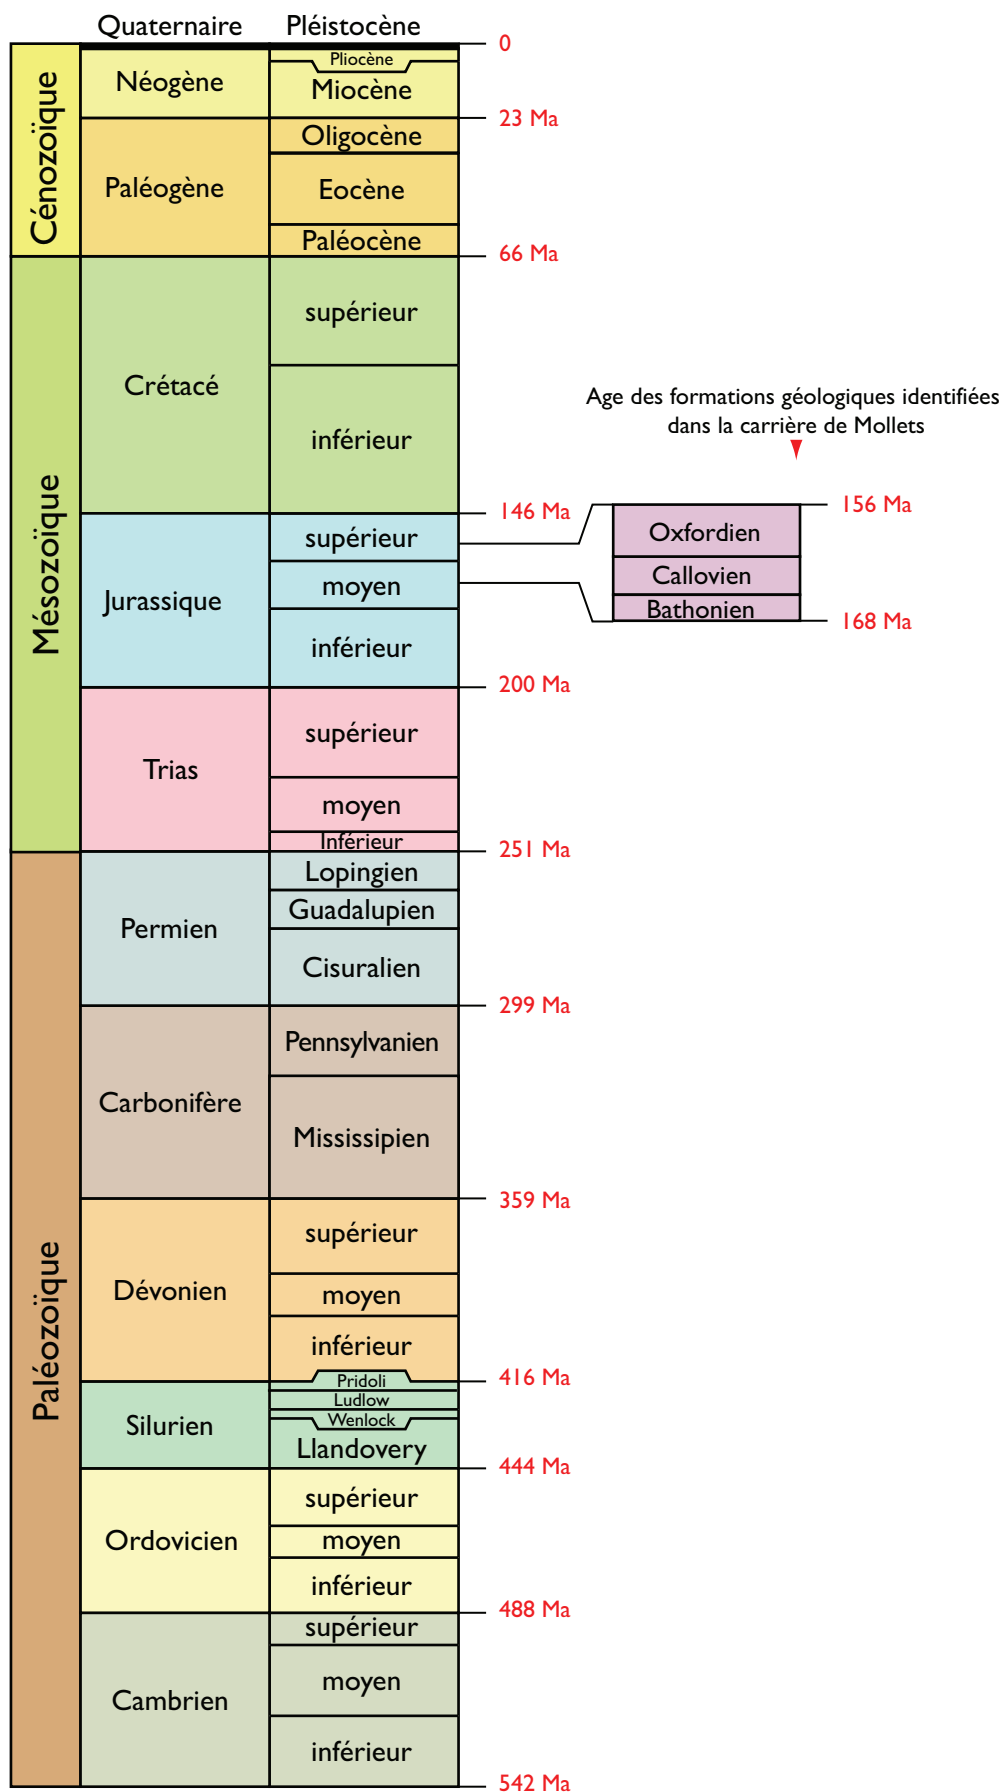 Quaternaire Pléistocène
0
Cénozoïque
Néogène
Pliocène
Miocène
23 Ma
Paléogène
Oligocène
Eocène
Paléocène
66 Ma
Mésozoïque
Crétacé
supérieur
inférieur
146 Ma
Jurassique
supérieur
moyen
inférieur
200 Ma
Age des formations géologiques identifiées
dans la carrière de Mollets
156 Ma
Oxfordien
Callovien
Bathonien
168 Ma
Trias
supérieur
moyen
Inférieur
251 Ma
Paléozoïque
Permien
Lopingien
Guadalupien
Cisuralien
299 Ma
Carbonifère
Pennsylvanien
Mississipien
359 Ma
Dévonien
supérieur
moyen
inférieur
416 Ma
Silurien
Pridoli
Ludlow
Wenlock
Llandovery
444 Ma
Ordovicien
supérieur
moyen
inférieur
488 Ma
Cambrien
supérieur
moyen
inférieur
542 Ma